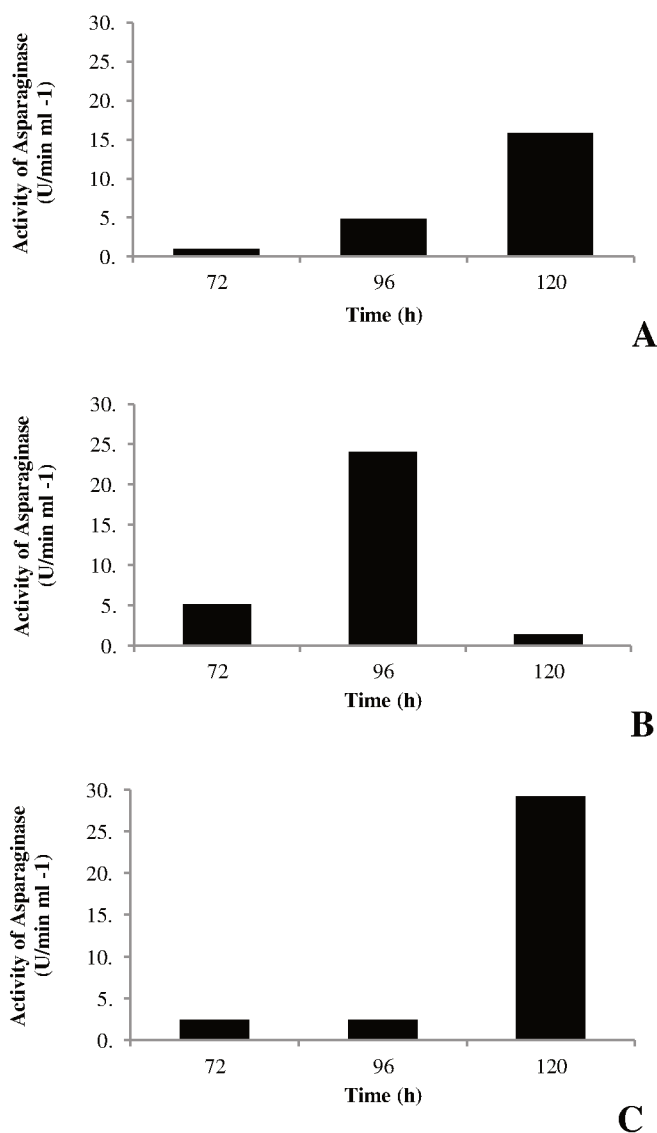 Activity of Asparaginase
(U/min ml -1)
30.
25.
20.
15.
10.
5.
0.
72
96
120
Time (h)
A
Activity of Asparaginase
(U/min ml -1)
30.
25.
20.
15.
10.
5.
0.
72
96
120
Time (h)
B
Activity of Asparaginase
(U/min ml -1)
30.
25.
20.
15.
10.
5.
0.
72
96
120
Time (h)
C